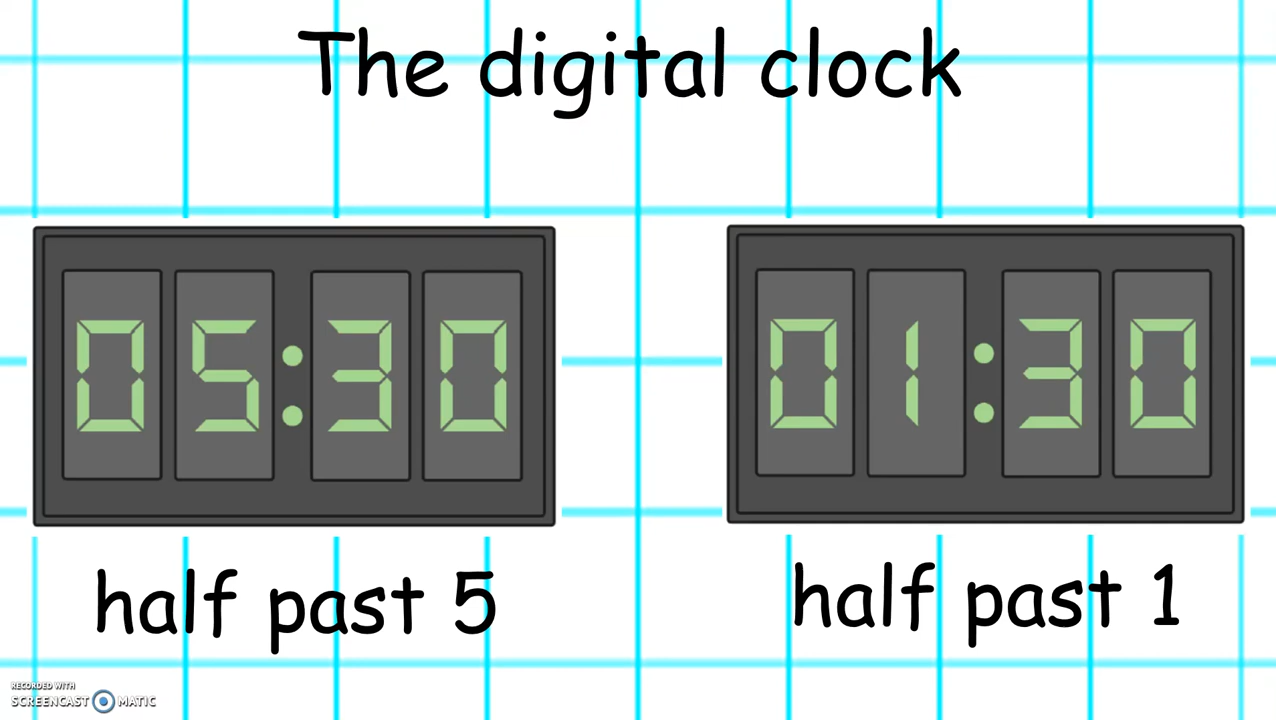 The digital clock
05:30
01:30
half past 5
half past 1
RECORDED WITH
SCREENCAST MATIC